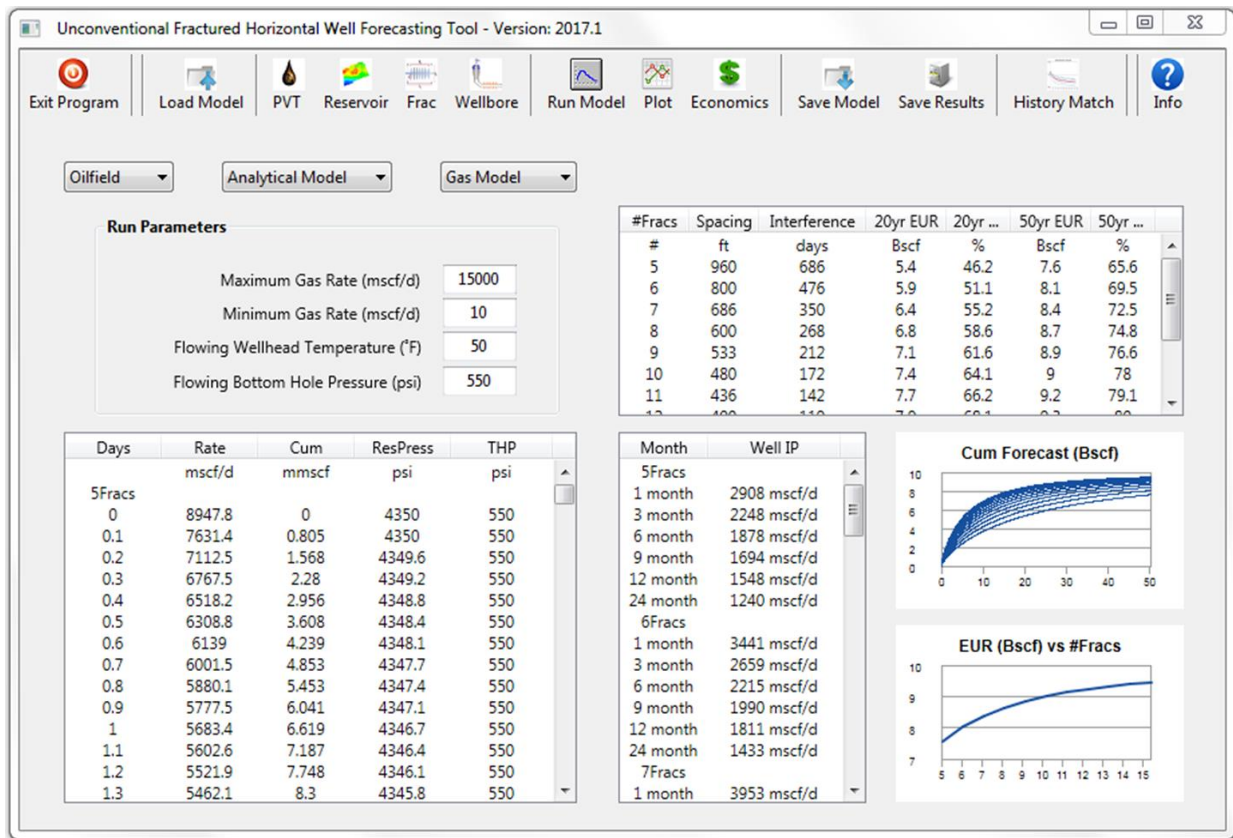 Unconventional Fractured Horizontal Well Forecasting Tool - Version: 2017.1
Exit Program Load Model PVT Reservoir Frac Wellbore Run Model Plot Economics Save Model Save Results History Match Info
Oilfield Analytical Model Gas Model
Run Parameters
Maximum Gas Rate (mscf/d) 15000
Minimum Gas Rate (mscf/d) 10
Flowing Wellhead Temperature (°F) 50
Flowing Bottom Hole Pressure (psi) 550
#Fracs Spacing Interference 20yr EUR 20yr ... 50yr EUR 50yr ...
# ft days Bscf % Bscf %
5 960 686 5.4 46.2 7.6 65.6
6 800 476 5.9 51.1 8.1 69.5
7 686 350 6.4 55.2 8.4 72.5
8 600 268 6.8 58.6 8.7 74.8
9 533 212 7.1 61.6 8.9 76.6
10 480 172 7.4 64.1 9 78
11 436 142 7.7 66.2 9.2 79.1
Days Rate Cum ResPress THP
mscf/d mmscf psi psi
5Fracs
0 8947.8 0 4350 550
0.1 7631.4 0.805 4350 550
0.2 7112.5 1.568 4349.6 550
0.3 6767.5 2.28 4349.2 550
0.4 6518.2 2.956 4348.8 550
0.5 6308.8 3.608 4348.4 550
0.6 6139 4.239 4348.1 550
0.7 6001.5 4.853 4347.7 550
0.8 5880.1 5.453 4347.4 550
0.9 5777.5 6.041 4347.1 550
1 5683.4 6.619 4346.7 550
1.1 5602.6 7.187 4346.4 550
1.2 5521.9 7.748 4346.1 550
1.3 5462.1 8.3 4345.8 550
Month Well IP
5Fracs
1 month 2908 mscf/d
3 month 2248 mscf/d
6 month 1878 mscf/d
9 month 1694 mscf/d
12 month 1548 mscf/d
24 month 1240 mscf/d
6Fracs
1 month 3441 mscf/d
3 month 2659 mscf/d
6 month 2215 mscf/d
9 month 1990 mscf/d
12 month 1811 mscf/d
24 month 1433 mscf/d
7Fracs
1 month 3953 mscf/d
Cum Forecast (Bscf)
10
8
6
4
2
0
0 10 20 30 40 50
EUR (Bscf) vs #Fracs
10
9
8
7
5 6 7 8 9 10 11 12 13 14 15